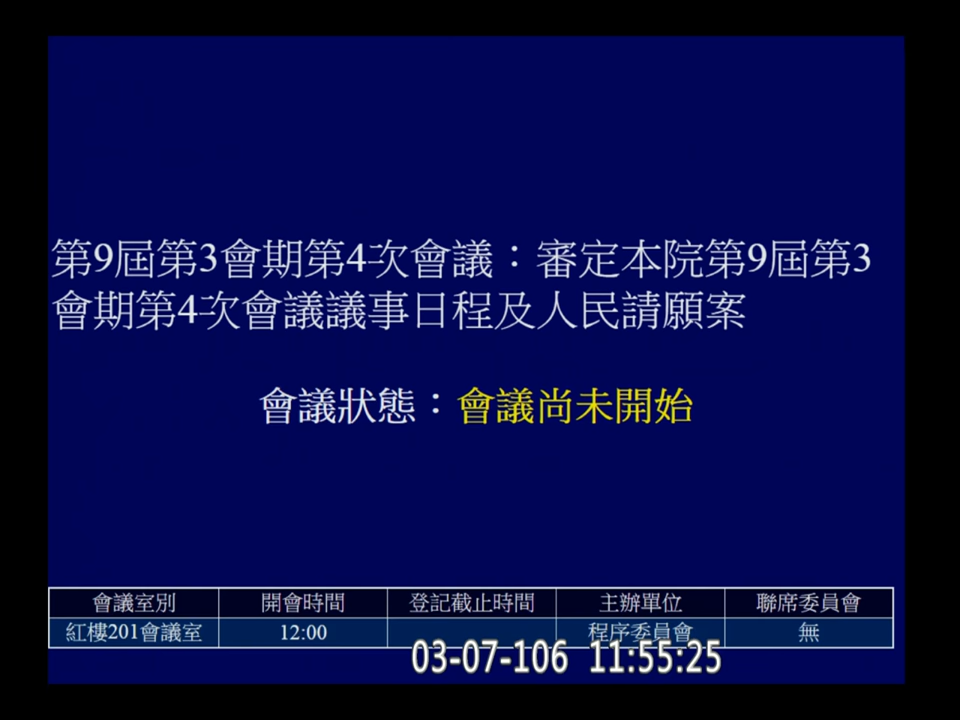 第9屆第3會期第4次會議：審定本院第9屆第3
會期第4次會議議事日程及人民請願案
會議狀態：會議尚未開始
會議室別 開會時間 登記截止時間 主辦單位 聯席委員會
紅樓201會議室 12:00 程序委員會 無
03-07-106 11:55:25